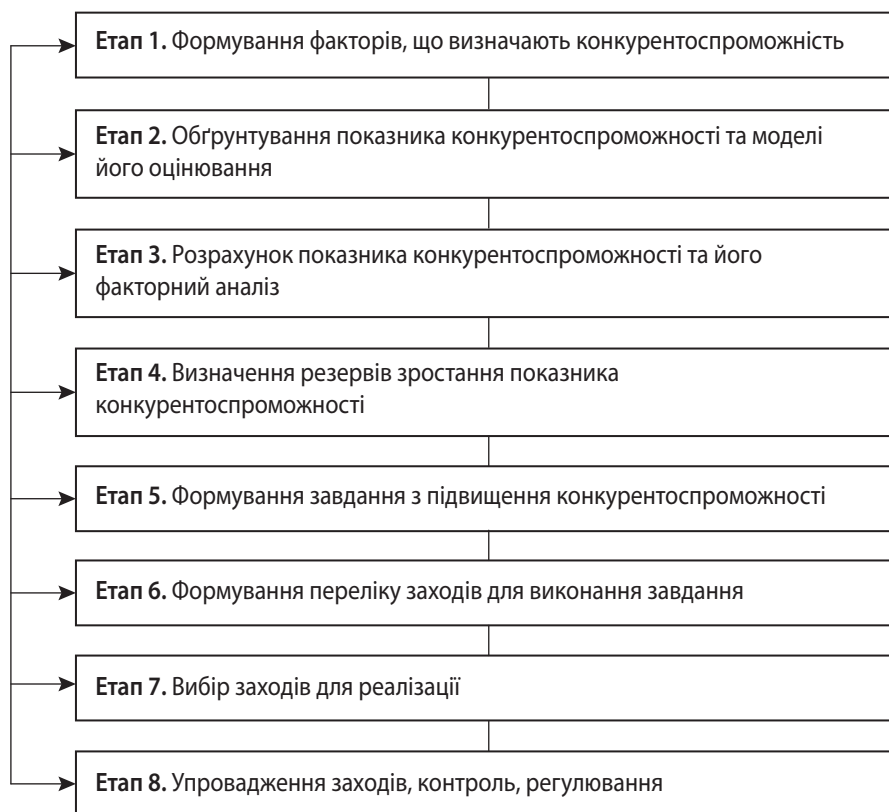 Етап 1. Формування факторів, що визначають конкурентоспроможність
Етап 2. Обґрунтування показника конкурентоспроможності та моделі
його оцінювання
Етап 3. Розрахунок показника конкурентоспроможності та його
факторний аналіз
Етап 4. Визначення резервів зростання показника
конкурентоспроможності
Етап 5. Формування завдання з підвищення конкурентоспроможності
Етап 6. Формування переліку заходів для виконання завдання
Етап 7. Вибір заходів для реалізації
Етап 8. Упровадження заходів, контроль, регулювання